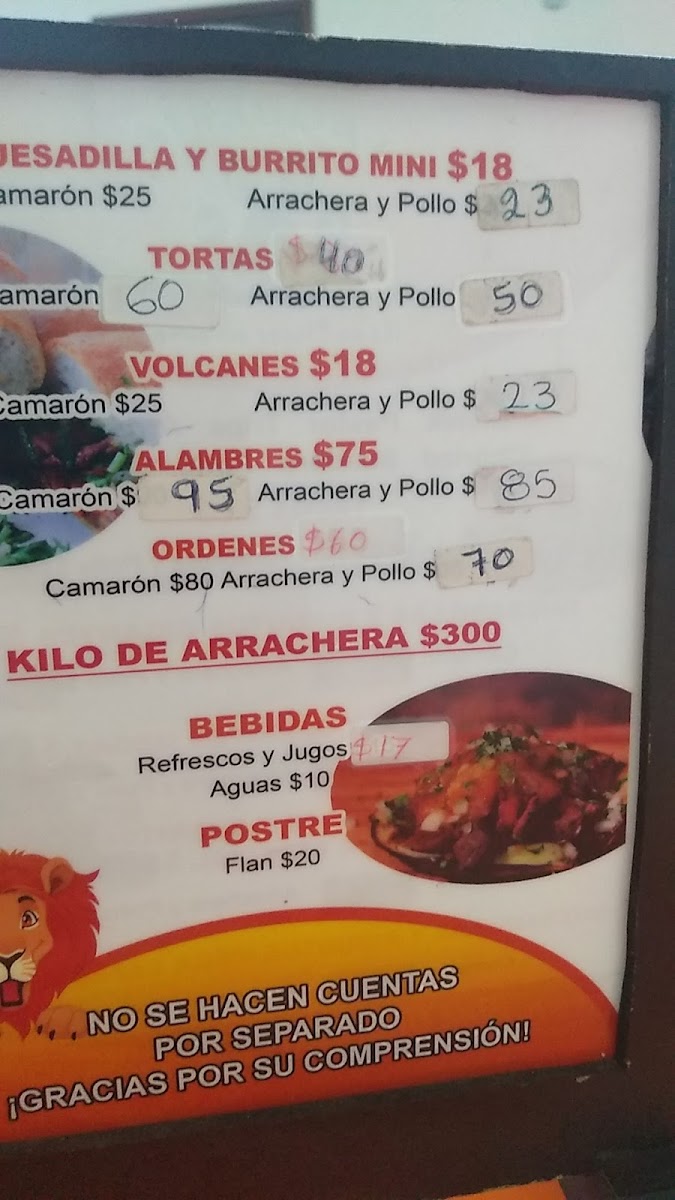 UESADILLA Y BURRITO MINI $18
amarón $25 Arrachera y Pollo $ 23
TORTAS $ 40
amarón 60 Arrachera y Pollo 50
VOLCANES $18
Camarón $25 Arrachera y Pollo $ 23
ALAMBRES $75
Camarón $ 95 Arrachera y Pollo $ 85
ORDENES $60
Camarón $80 Arrachera y Pollo $ 70
KILO DE ARRACHERA $300
BEBIDAS
Refrescos y Jugos $17
Aguas $10
POSTRE
Flan $20
NO SE HACEN CUENTAS
POR SEPARADO
¡GRACIAS POR SU COMPRENSIÓN!